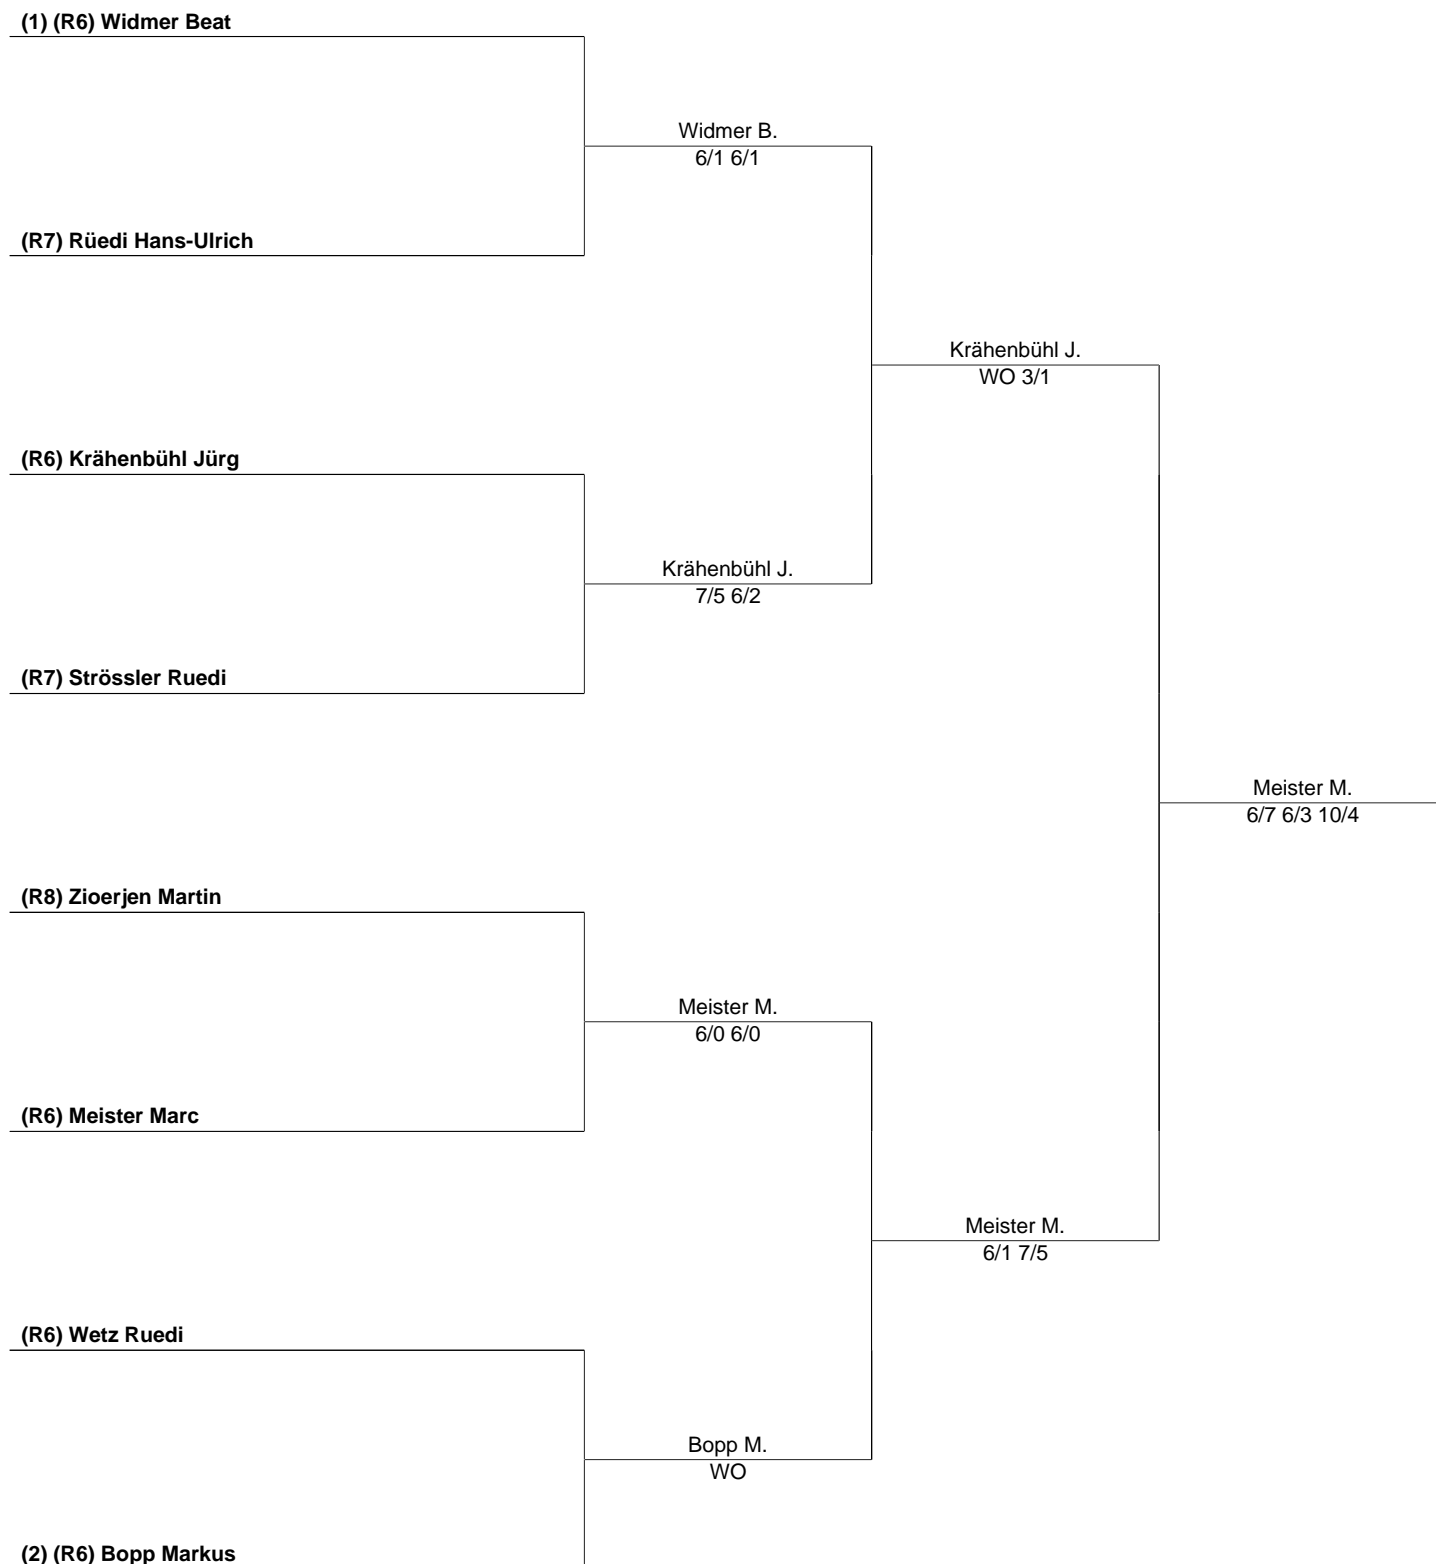 (1) (R6) Widmer Beat
Widmer B.
6/1 6/1
(R7) Rüedi Hans-Ulrich
Krähenbühl J.
WO 3/1
(R6) Krähenbühl Jürg
Krähenbühl J.
7/5 6/2
(R7) Strössler Ruedi
Meister M.
6/7 6/3 10/4
(R8) Zioerjen Martin
Meister M.
6/0 6/0
(R6) Meister Marc
Meister M.
6/1 7/5
(R6) Wetz Ruedi
Bopp M.
WO
(2) (R6) Bopp Markus